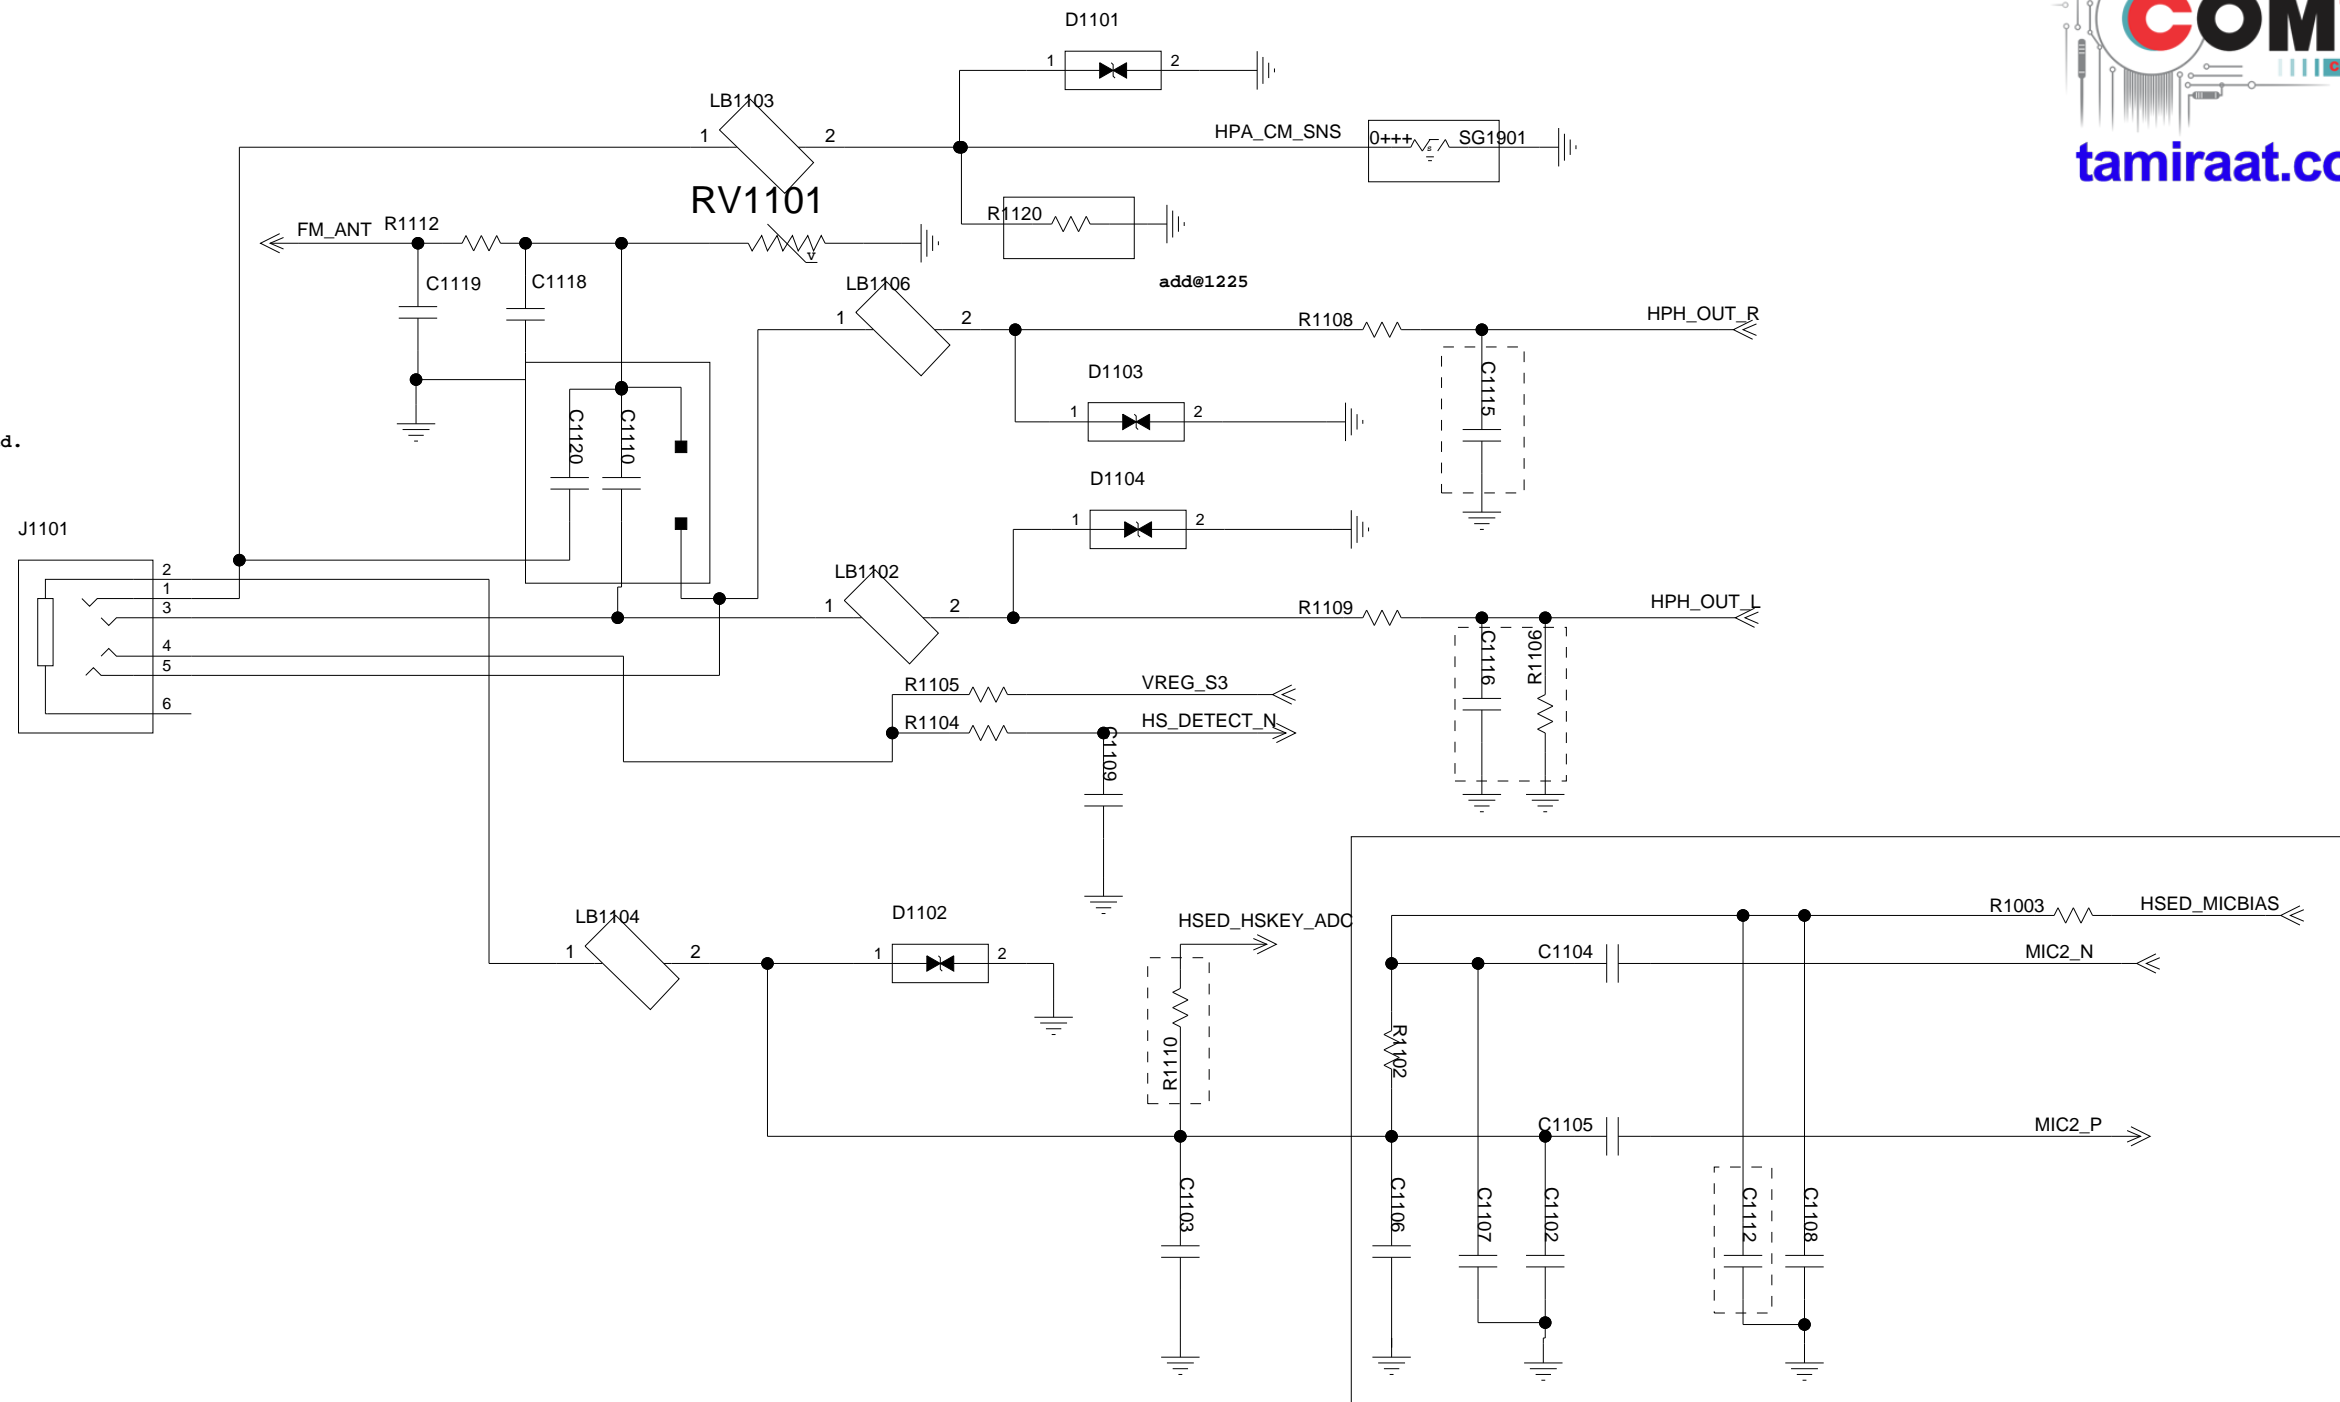 D1101
1
2
COM
LB1103
1
2
HPA_CM_SNS
0+++
s
SG1901
tamiraat.co
RV1101
R1120
FM_ANT
R1112
v
C1119
C1118
add@1225
LB1106
1
2
R1108
HPH_OUT_R
D1103
1
2
C1115
C1120
C1110
d.
D1104
1
2
J1101
2
1
3
4
5
6
LB1102
1
2
R1109
HPH_OUT_L
C1116
R1106
R1105
VREG_S3
R1104
HS_DETECT_N
C1109
LB1104
1
2
D1102
1
2
HSED_HSKEY_ADC
R1110
R1003
HSED_MICBIAS
C1104
MIC2_N
R1102
C1105
MIC2_P
C1103
C1106
C1107
C1102
C1112
C1108